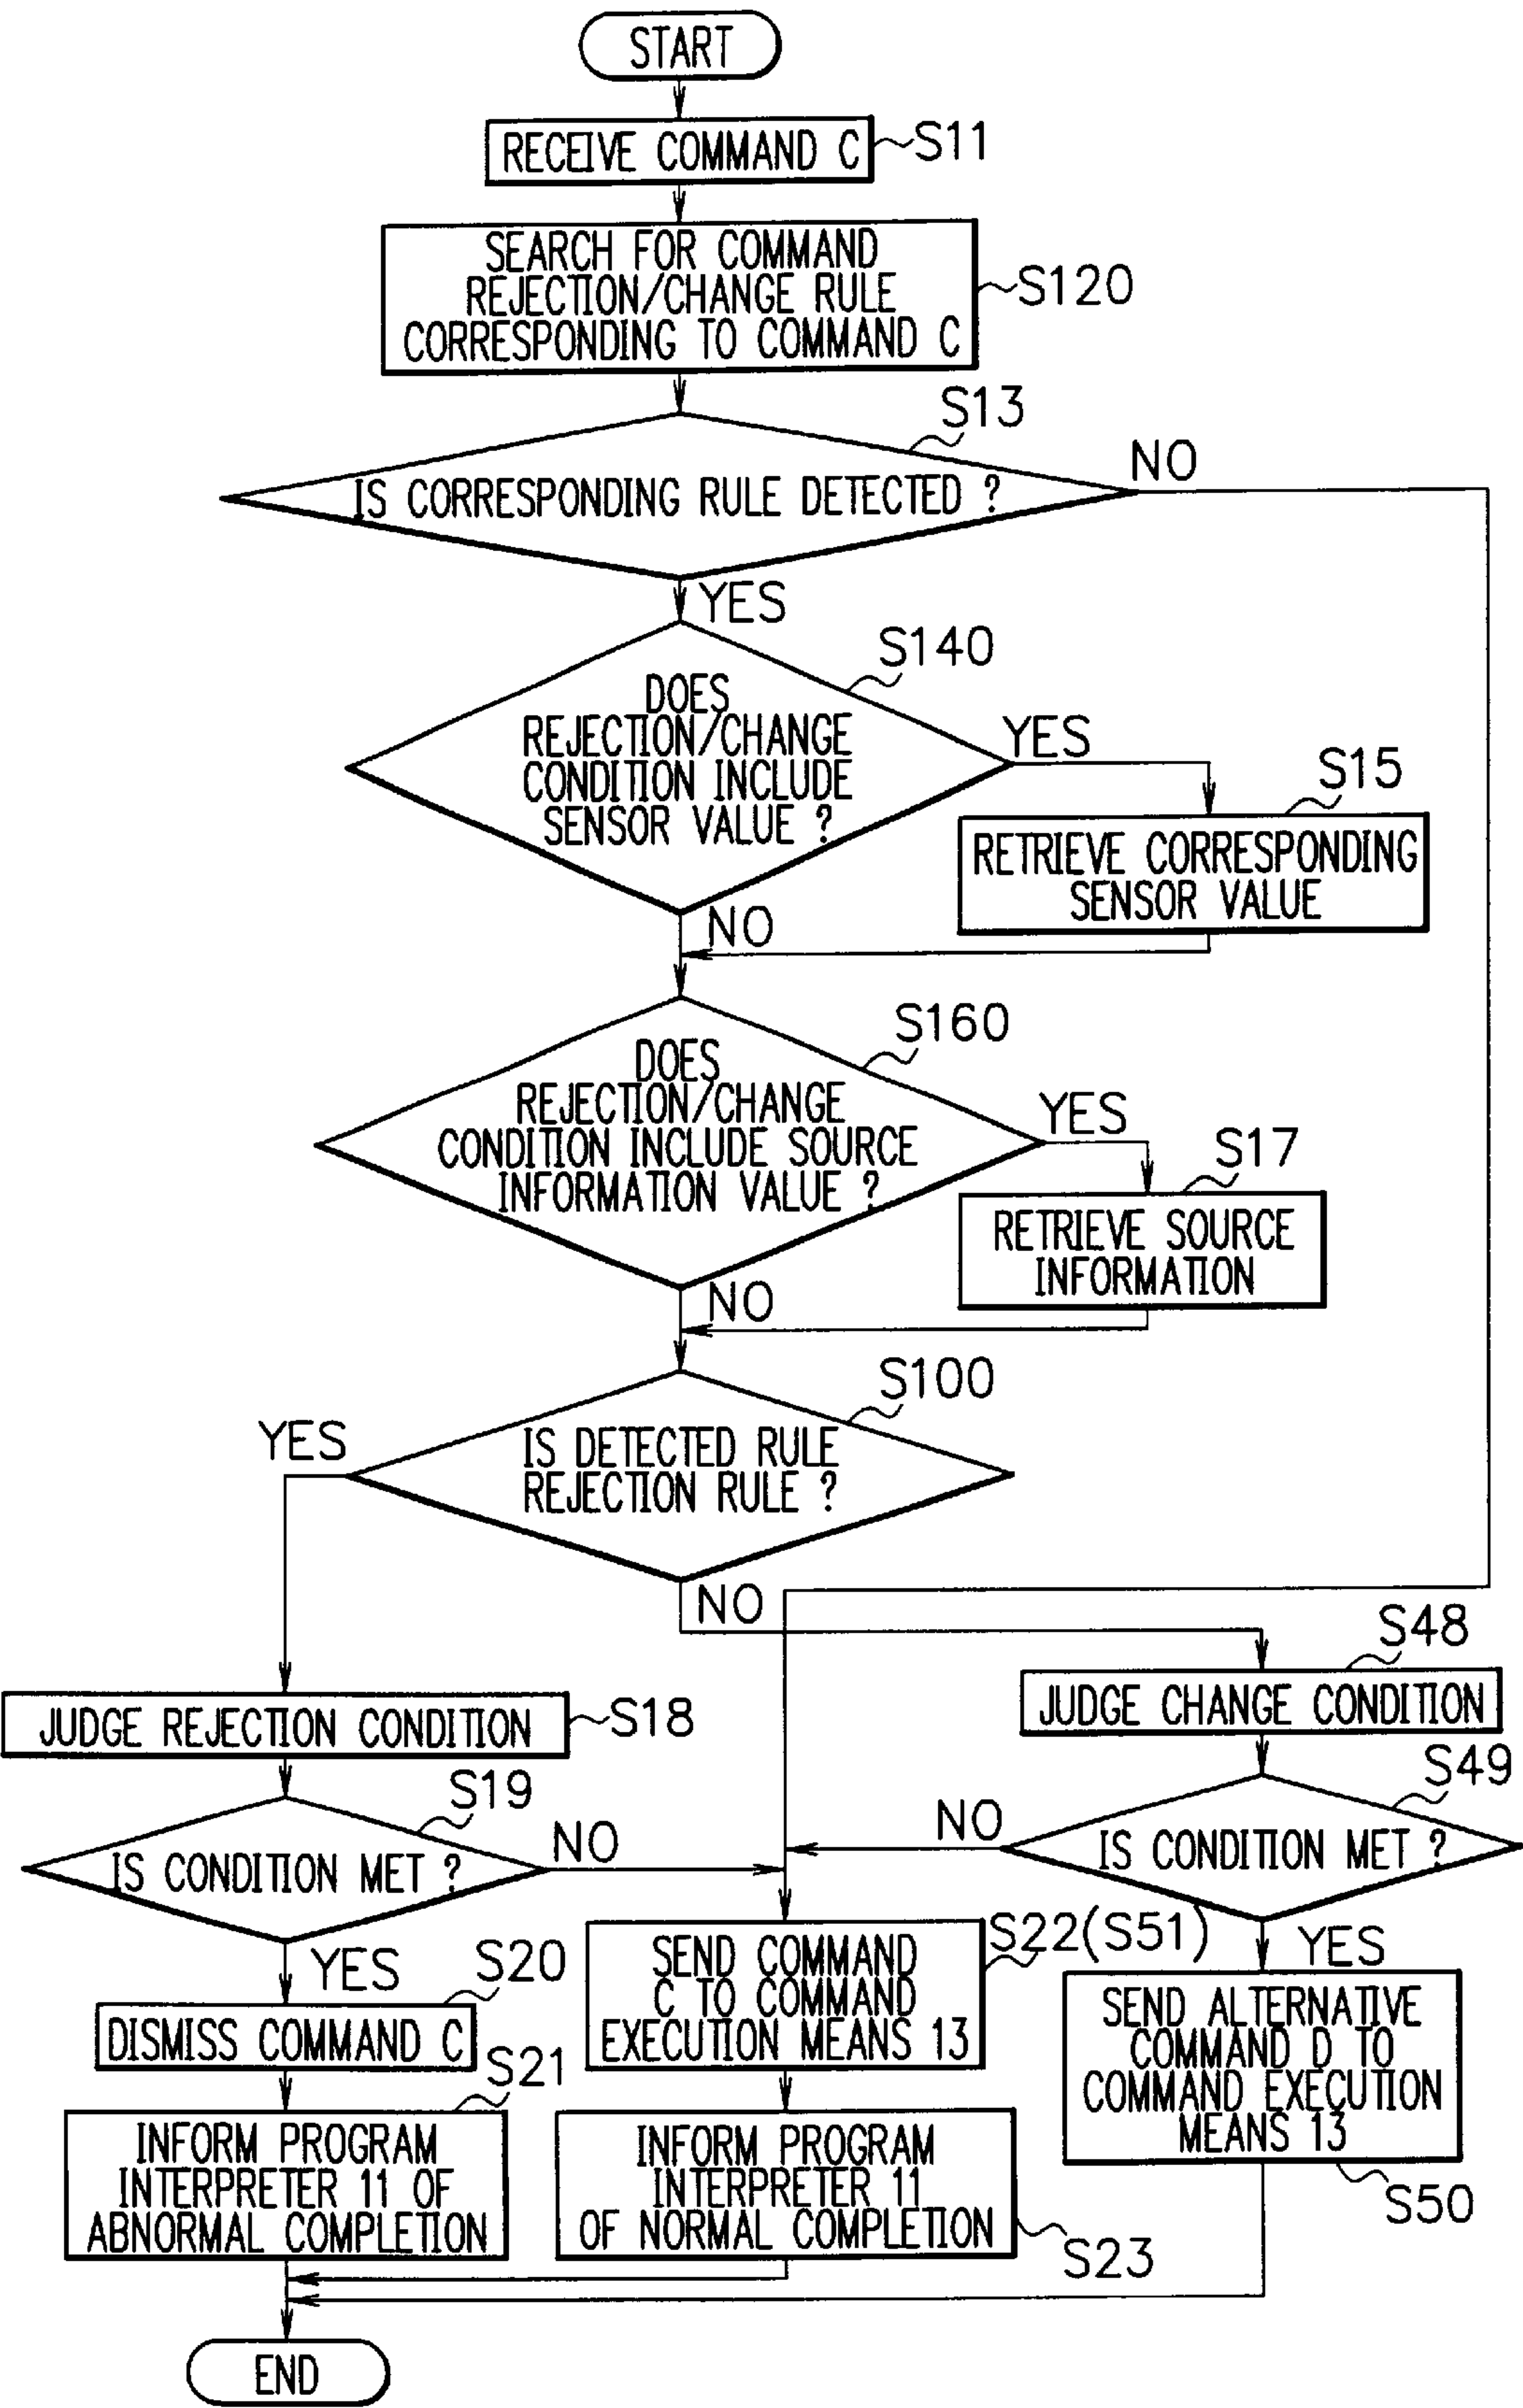 START
RECEIVE COMMAND C
S11
SEARCH FOR COMMAND
REJECTION/CHANGE RULE
CORRESPONDING TO COMMAND C
S120
S13
IS CORRESPONDING RULE DETECTED ?
NO
YES
S140
DOES
REJECTION/CHANGE
CONDITION INCLUDE
SENSOR VALUE ?
YES
S15
RETRIEVE CORRESPONDING
SENSOR VALUE
NO
S160
DOES
REJECTION/CHANGE
CONDITION INCLUDE SOURCE
INFORMATION VALUE ?
YES
S17
RETRIEVE SOURCE
INFORMATION
NO
S100
IS DETECTED RULE
REJECTION RULE ?
YES
NO
S48
JUDGE CHANGE CONDITION
JUDGE REJECTION CONDITION
S18
S19
IS CONDITION MET ?
NO
S49
IS CONDITION MET ?
NO
YES
S20
DISMISS COMMAND C
S22(S51)
SEND COMMAND
C TO COMMAND
EXECUTION MEANS 13
YES
SEND ALTERNATIVE
COMMAND D TO
COMMAND EXECUTION
MEANS 13
S50
S21
INFORM PROGRAM
INTERPRETER 11 OF
ABNORMAL COMPLETION
INFORM PROGRAM
INTERPRETER 11
OF NORMAL COMPLETION
S23
END